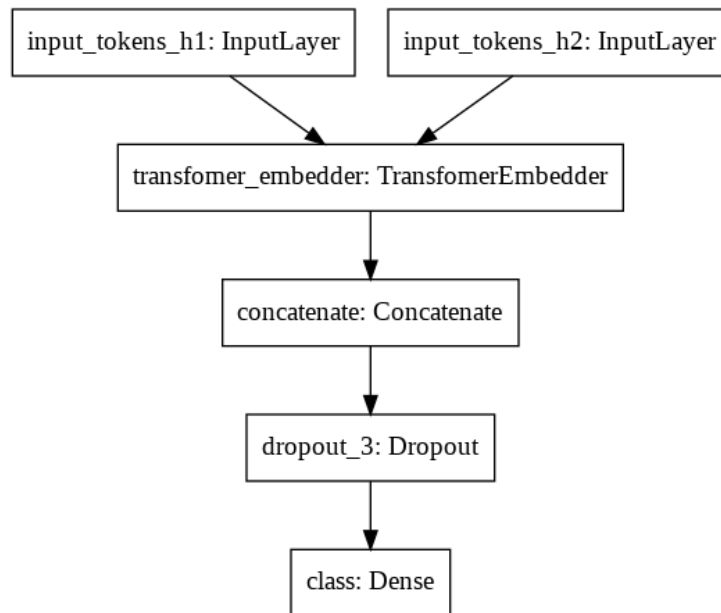 input_tokens_h1: InputLayer
input_tokens_h2: InputLayer
transfomer_embedder: TransfomerEmbedder
concatenate: Concatenate
dropout_3: Dropout
class: Dense